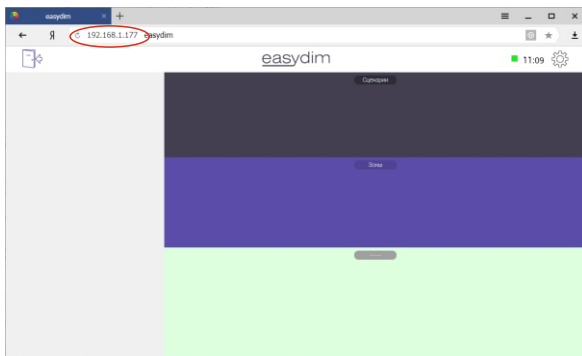 easydim
Я 192.168.1.177 easydim
easydim 11:09
Сценарии
Зоны